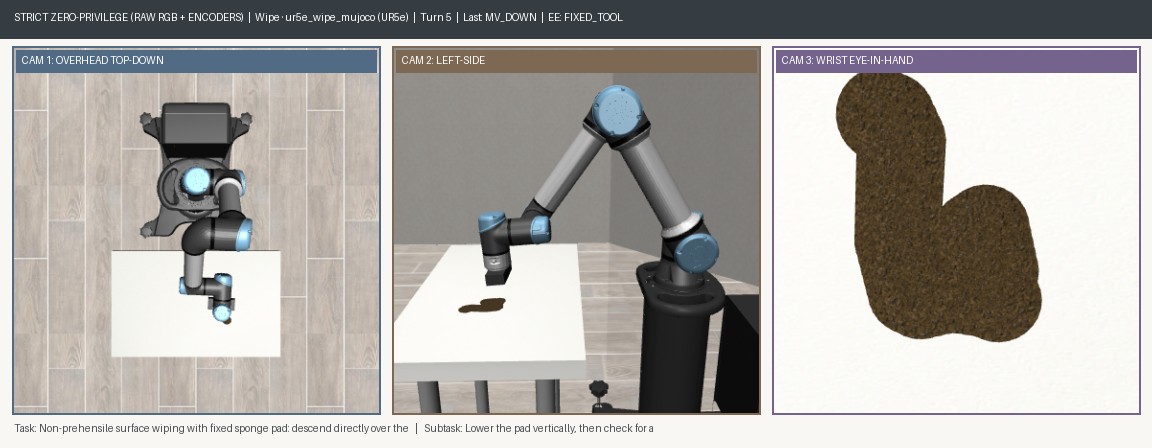 STRICT ZERO-PRIVILEGE (RAW RGB + ENCODERS) | Wipe · ur5e_wipe_mujoco (UR5e) | Turn 5 | Last MV_DOWN | EE: FIXED_TOOL
CAM 1: OVERHEAD TOP-DOWN
CAM 2: LEFT-SIDE
CAM 3: WRIST EYE-IN-HAND
Task: Non-prehensile surface wiping with fixed sponge pad: descend directly over the | Subtask: Lower the pad vertically, then check for a